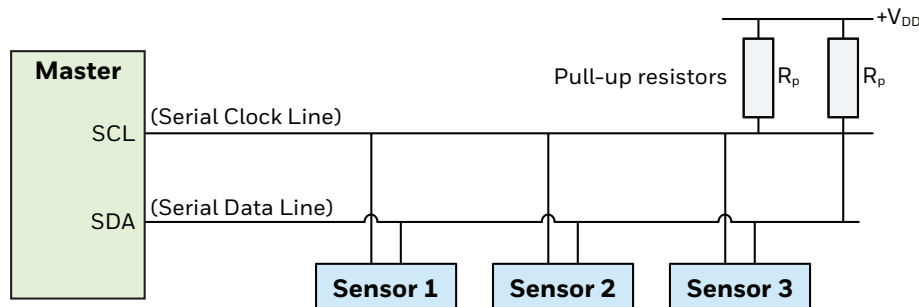 +VDD
Master
Pull-up resistors Rp Rp
(Serial Clock Line)
SCL
(Serial Data Line)
SDA
Sensor 1 Sensor 2 Sensor 3